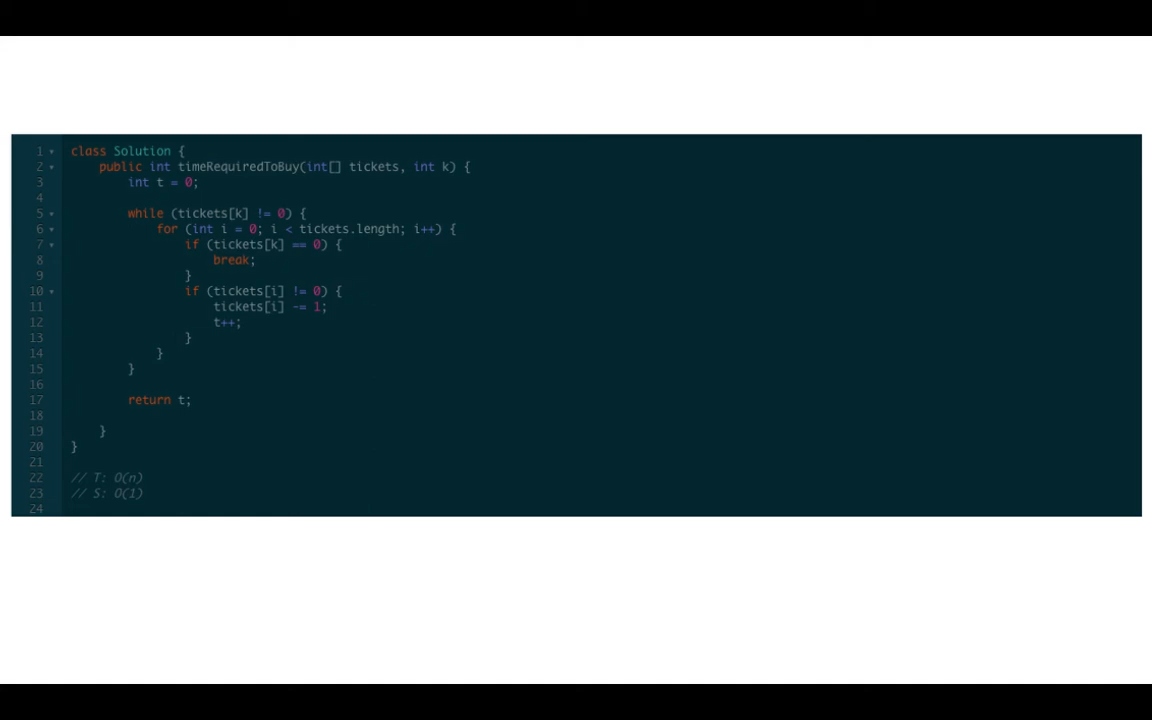 1 class Solution {
2 public int timeRequiredToBuy(int[] tickets, int k) {
3 int t = 0;
4
5 while (tickets[k] != 0) {
6 for (int i = 0; i < tickets.length; i++) {
7 if (tickets[k] == 0) {
8 break;
9 }
10 if (tickets[i] != 0) {
11 tickets[i] -= 1;
12 t++;
13 }
14 }
15 }
16
17 return t;
18
19 }
20 }
21
22 // T: O(n)
23 // S: O(1)
24